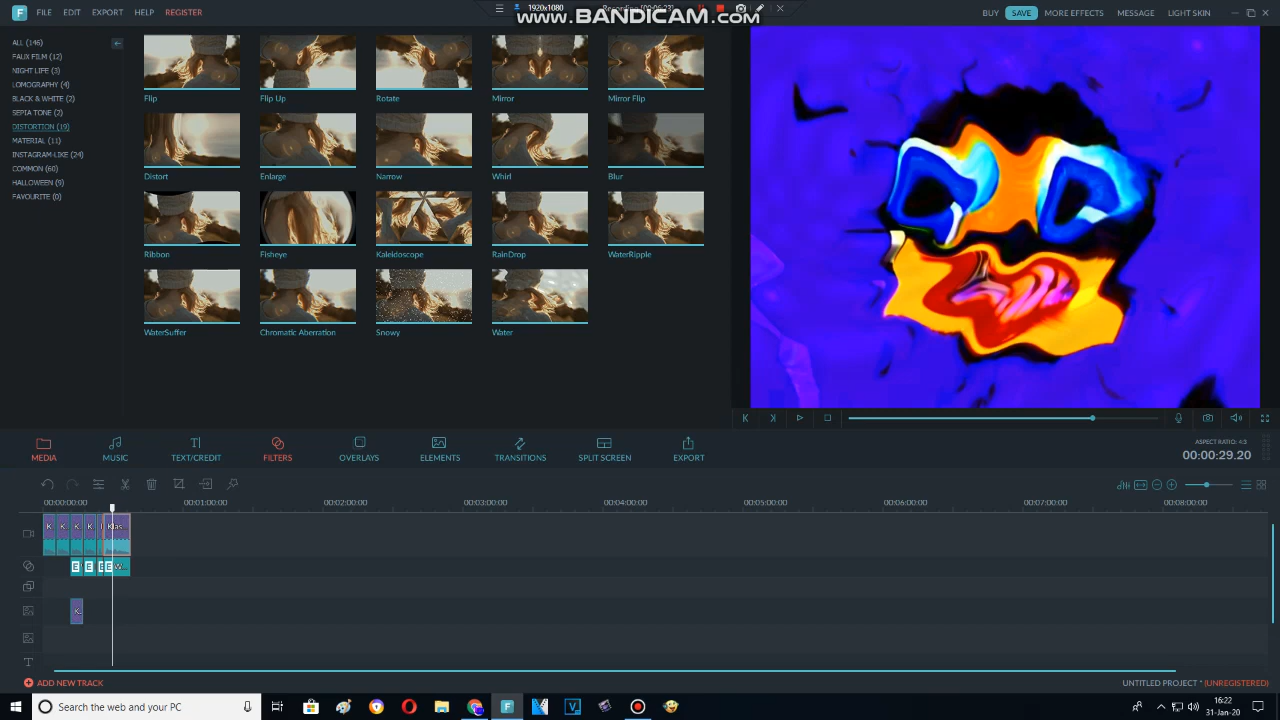 FILE EDIT EXPORT HELP REGISTER
1920x1080 Recording [00:06:23]
www.BANDICAM.com
BUY SAVE MORE EFFECTS MESSAGE LIGHT SKIN
ALL (146)
FAUX FILM (12)
NIGHT LIFE (3)
LOMOGRAPHY (4)
BLACK & WHITE (2)
SEPIA TONE (2)
DISTORTION (19)
MATERIAL (11)
INSTAGRAM-LIKE (24)
COMMON (60)
HALLOWEEN (9)
FAVOURITE (0)
Flip Flip Up Rotate Mirror Mirror Flip
Distort Enlarge Narrow Whirl Blur
Ribbon Fisheye Kaleidoscope RainDrop WaterRipple
WaterSuffer Chromatic Aberration Snowy Water
MEDIA MUSIC TEXT/CREDIT FILTERS OVERLAYS ELEMENTS TRANSITIONS SPLIT SCREEN EXPORT
ASPECT RATIO: 4:3
00:00:29.20
00:00:00:00 00:01:00:00 00:02:00:00 00:03:00:00 00:04:00:00 00:05:00:00 00:06:00:00 00:07:00:00 00:08:00:00
K K K K Klas
E E E E W...
K..
ADD NEW TRACK
UNTITLED PROJECT * (UNREGISTERED)
Search the web and your PC
16:22
31-Jan-20